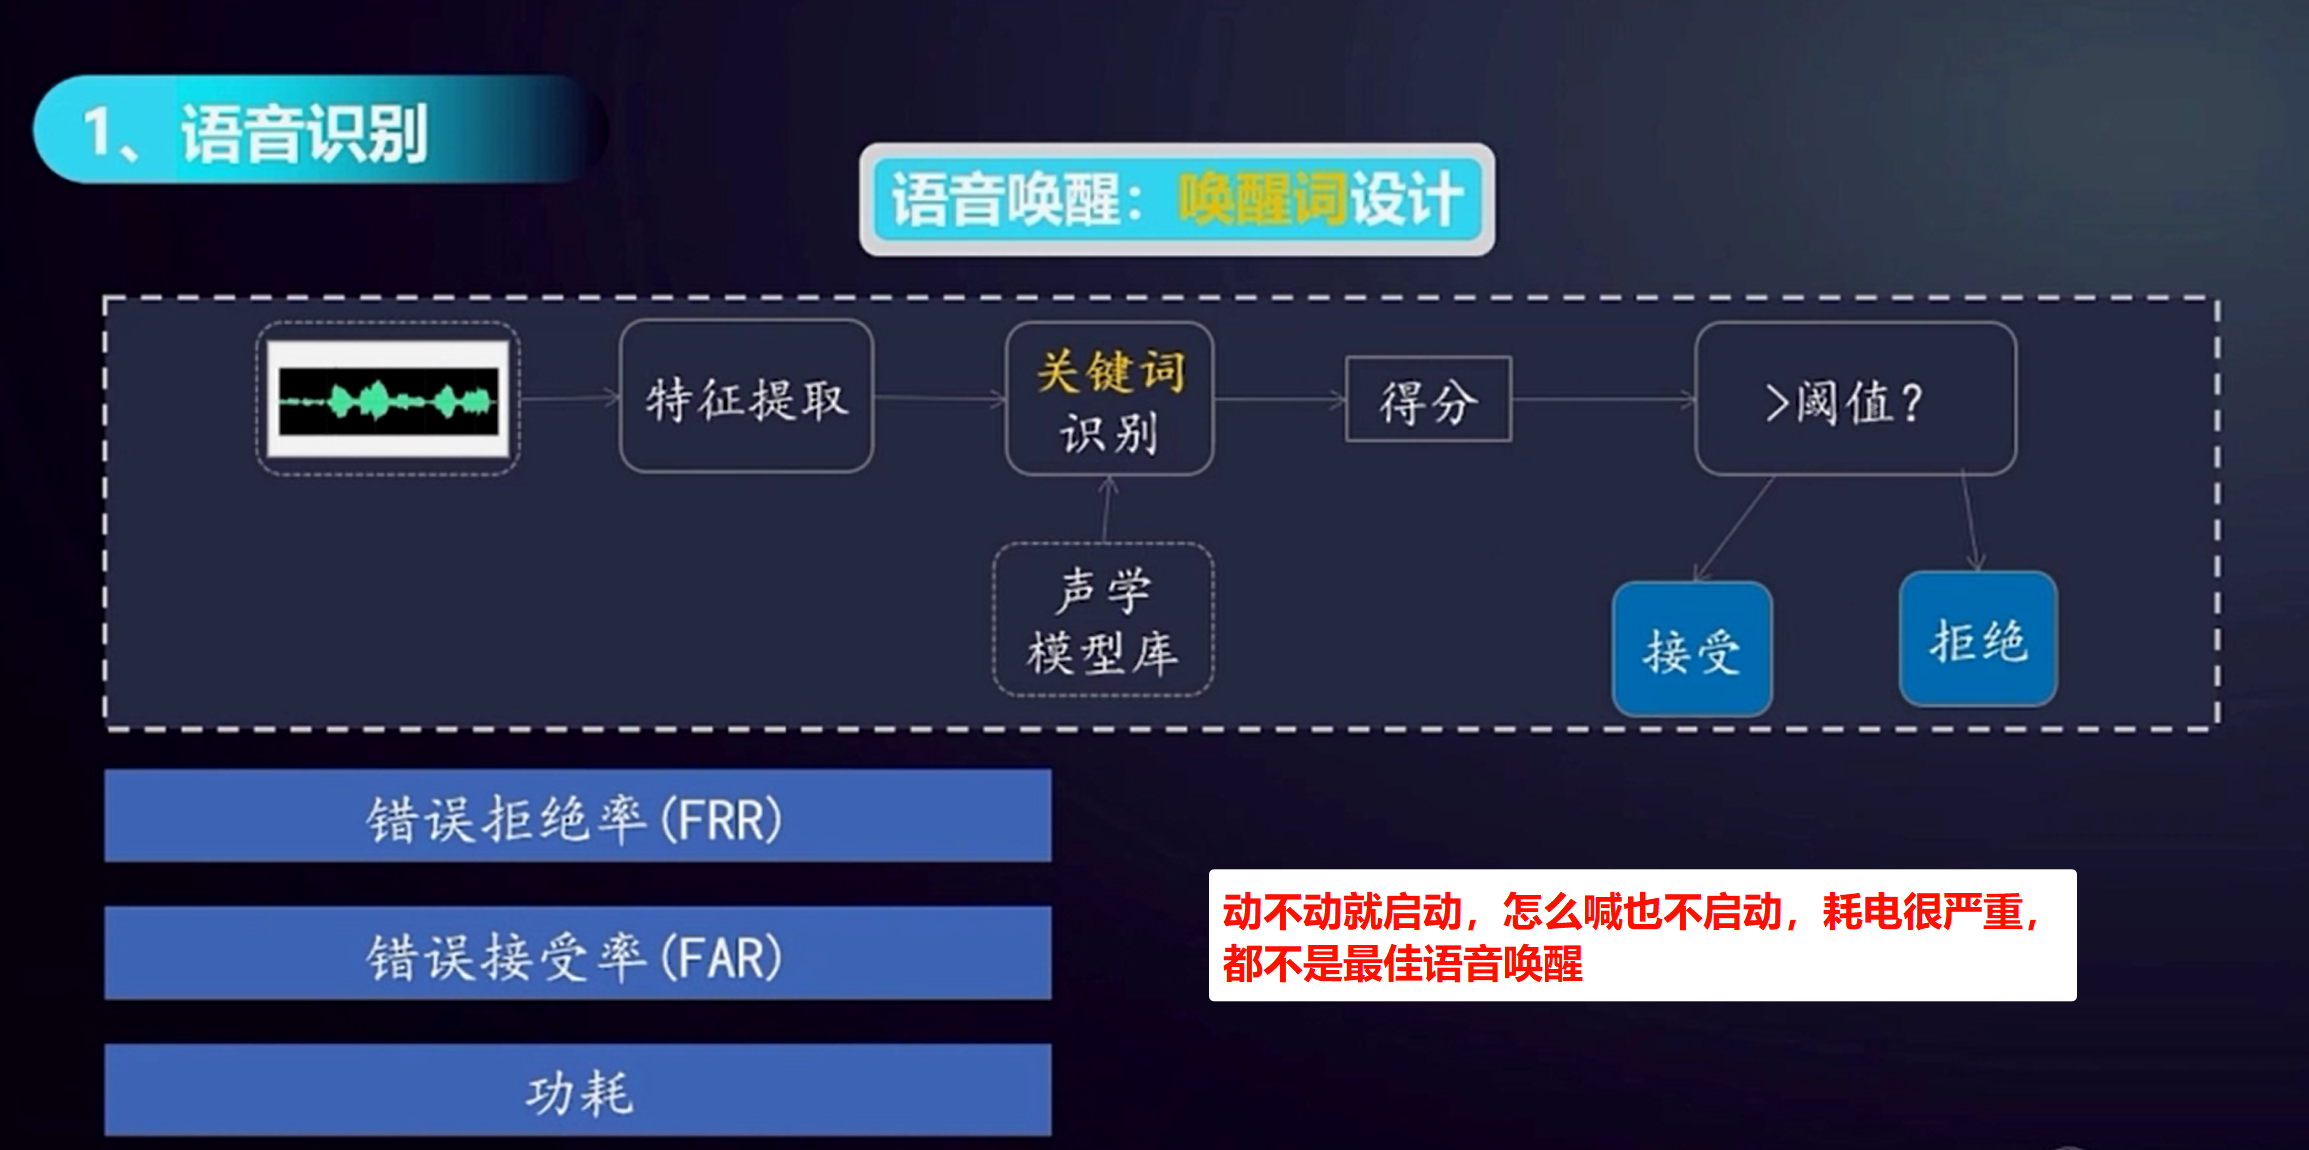 1、语音识别
语音唤醒：唤醒词设计
特征提取
关键词
识别
得分
>阈值?
声学
模型库
接受
拒绝
错误拒绝率(FRR)
错误接受率(FAR)
功耗
动不动就启动，怎么喊也不启动，耗电很严重，
都不是最佳语音唤醒